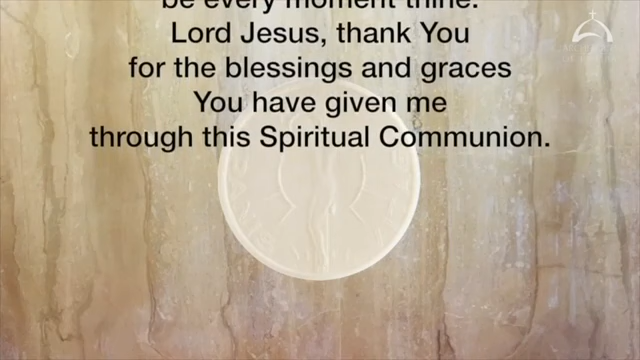 be every moment thine.
Lord Jesus, thank You
for the blessings and graces
You have given me
through this Spiritual Communion.